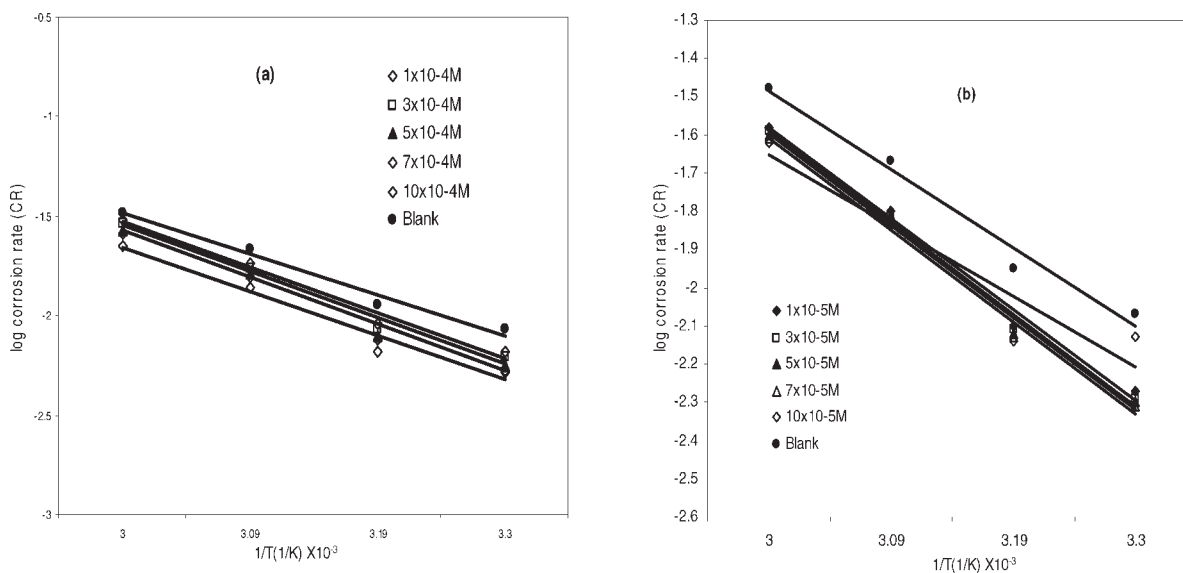 -0.5
(a)
1x10-4M
3x10-4M
5x10-4M
7x10-4M
10x10-4M
Blank
-1
-1.5
-2
-2.5
-3
log corrosion rate (CR)
3 3.09 3.19 3.3
1/T(1/K) X10⁻³
-1.3
-1.4
(b)
-1.5
-1.6
-1.7
-1.8
-1.9
-2
-2.1
-2.2
-2.3
-2.4
-2.5
-2.6
log corrosion rate (CR)
1x10-5M
3x10-5M
5x10-5M
7x10-5M
10x10-5M
Blank
3 3.09 3.19 3.3
1/T(1/K) X10⁻³